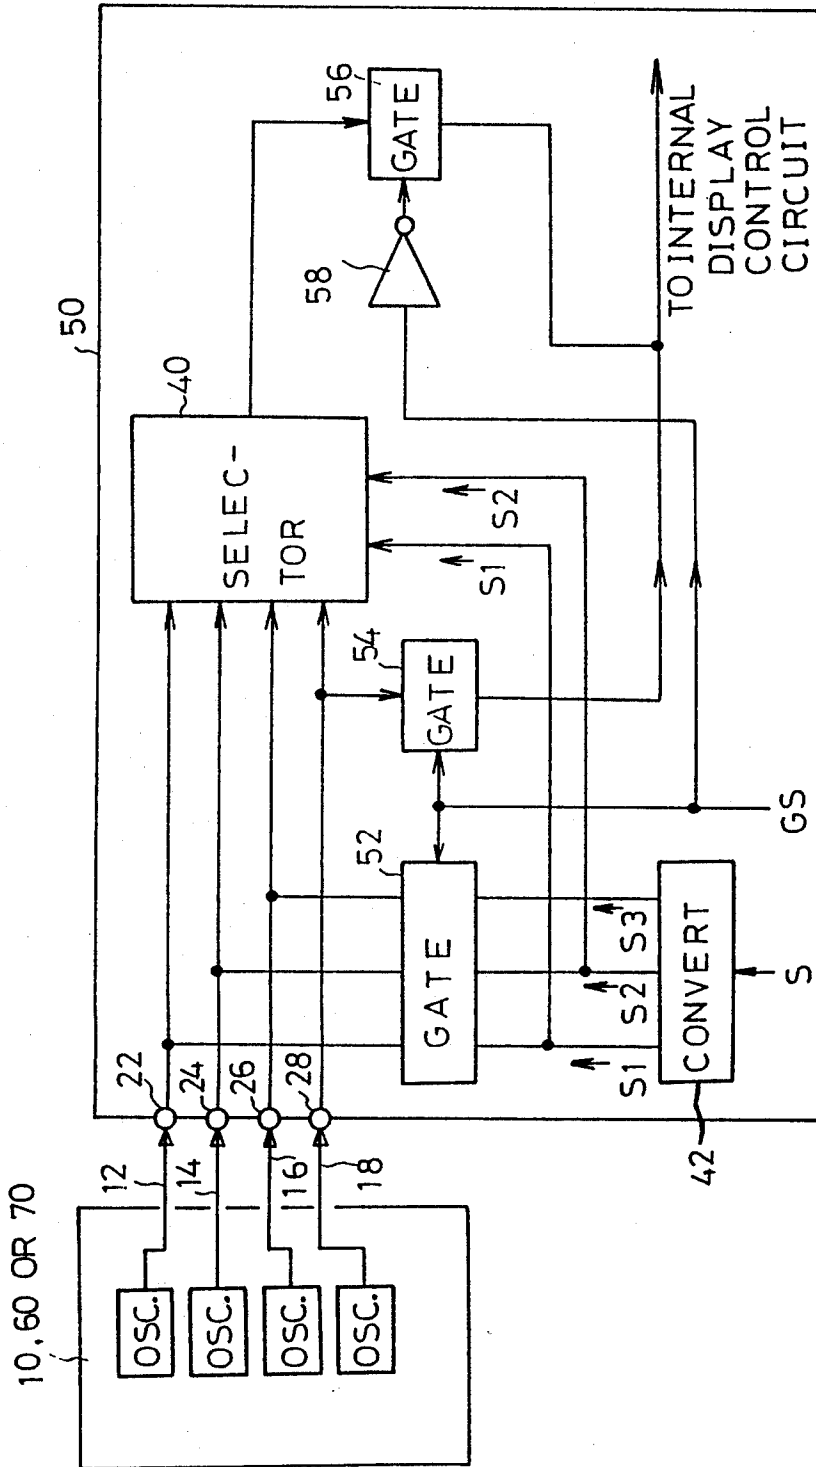 10,60 OR 70
OSC.
OSC.
OSC.
OSC.
12
14
16
18
22
24
26
28
50
SELEC-
TOR
40
GATE
52
GATE
54
GATE
56
58
S1
S2
S1
S2
S3
CONVERT
42
S
GS
TO INTERNAL
DISPLAY
CONTROL
CIRCUIT